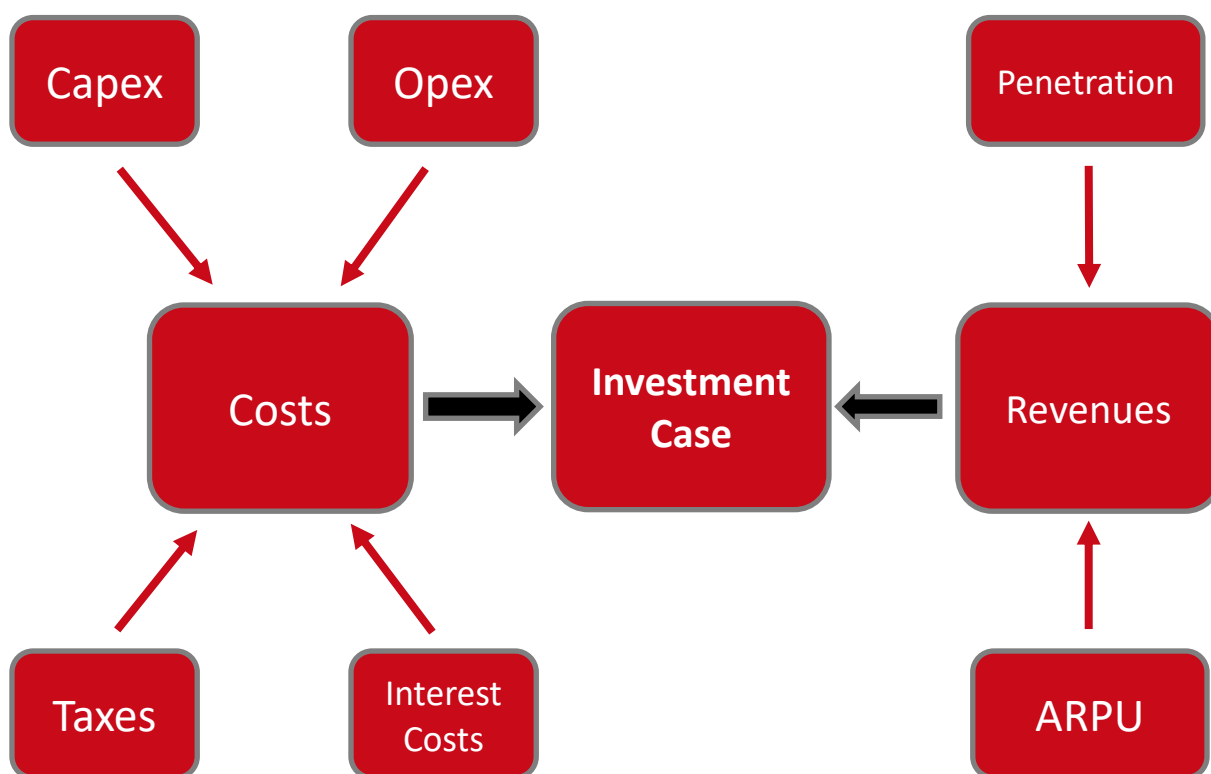 Capex
Opex
Penetration
Costs
Investment
Case
Revenues
Taxes
Interest
Costs
ARPU